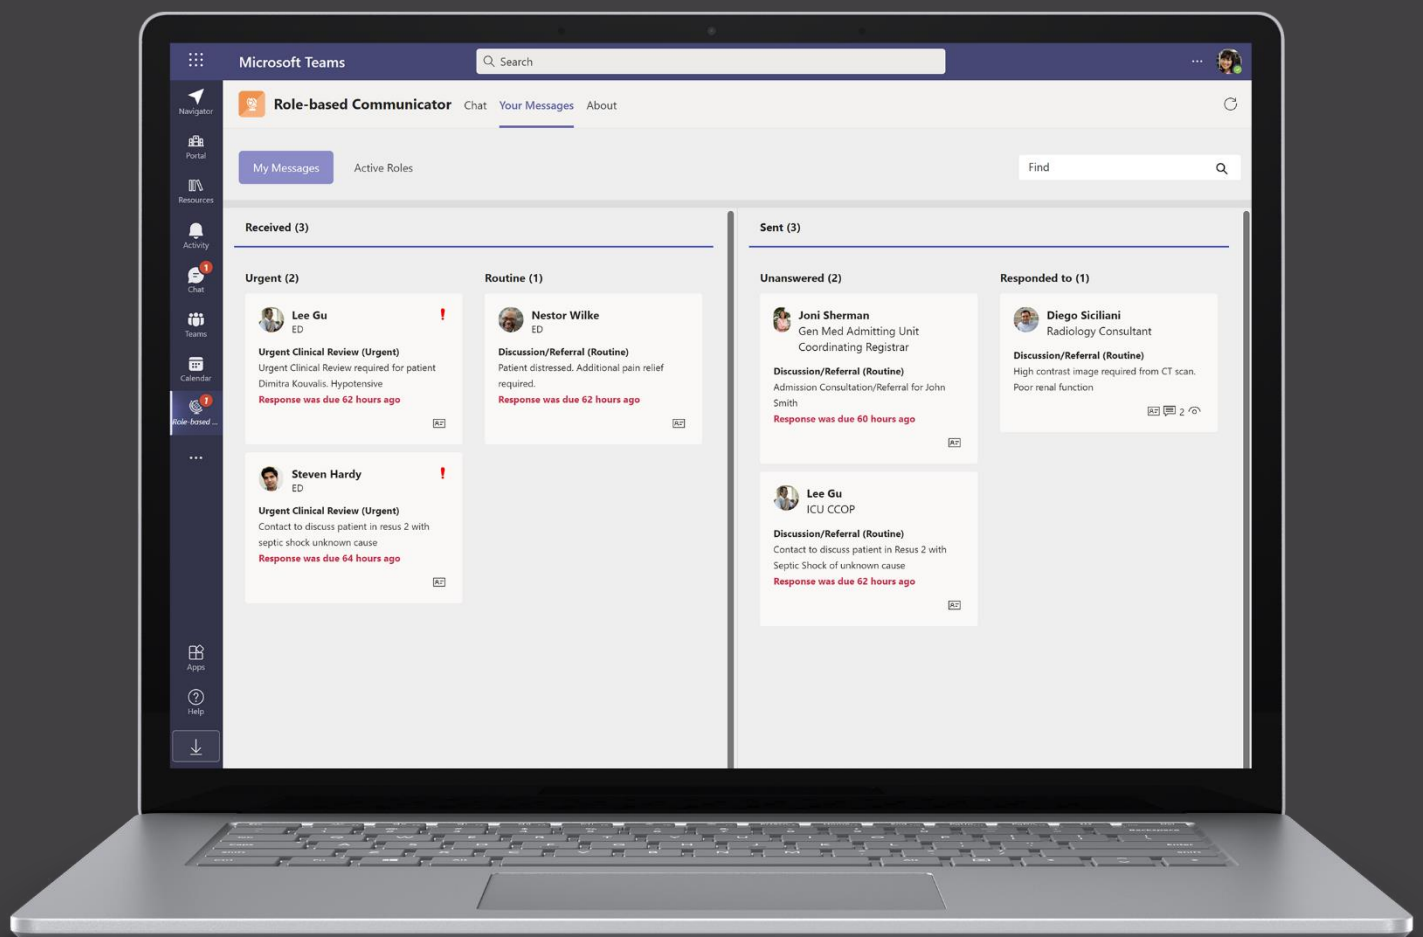 Microsoft Teams
Search
Navigator
Portal
Resources
Activity
1
Chat
Teams
Calendar
1
Role-based ...
Apps
Help
Role-based Communicator Chat Your Messages About
My Messages Active Roles
Find
Received (3)
Urgent (2)
Lee Gu
ED
Urgent Clinical Review (Urgent)
Urgent Clinical Review required for patient
Dimitra Kouvalis. Hypotensive
Response was due 62 hours ago
Steven Hardy
ED
Urgent Clinical Review (Urgent)
Contact to discuss patient in resus 2 with
septic shock unknown cause
Response was due 64 hours ago
Routine (1)
Nestor Wilke
ED
Discussion/Referral (Routine)
Patient distressed. Additional pain relief
required.
Response was due 62 hours ago
Sent (3)
Unanswered (2)
Joni Sherman
Gen Med Admitting Unit
Coordinating Registrar
Discussion/Referral (Routine)
Admission Consultation/Referral for John
Smith
Response was due 60 hours ago
Lee Gu
ICU CCOP
Discussion/Referral (Routine)
Contact to discuss patient in Resus 2 with
Septic Shock of unknown cause
Response was due 62 hours ago
Responded to (1)
Diego Siciliani
Radiology Consultant
Discussion/Referral (Routine)
High contrast image required from CT scan.
Poor renal function
2